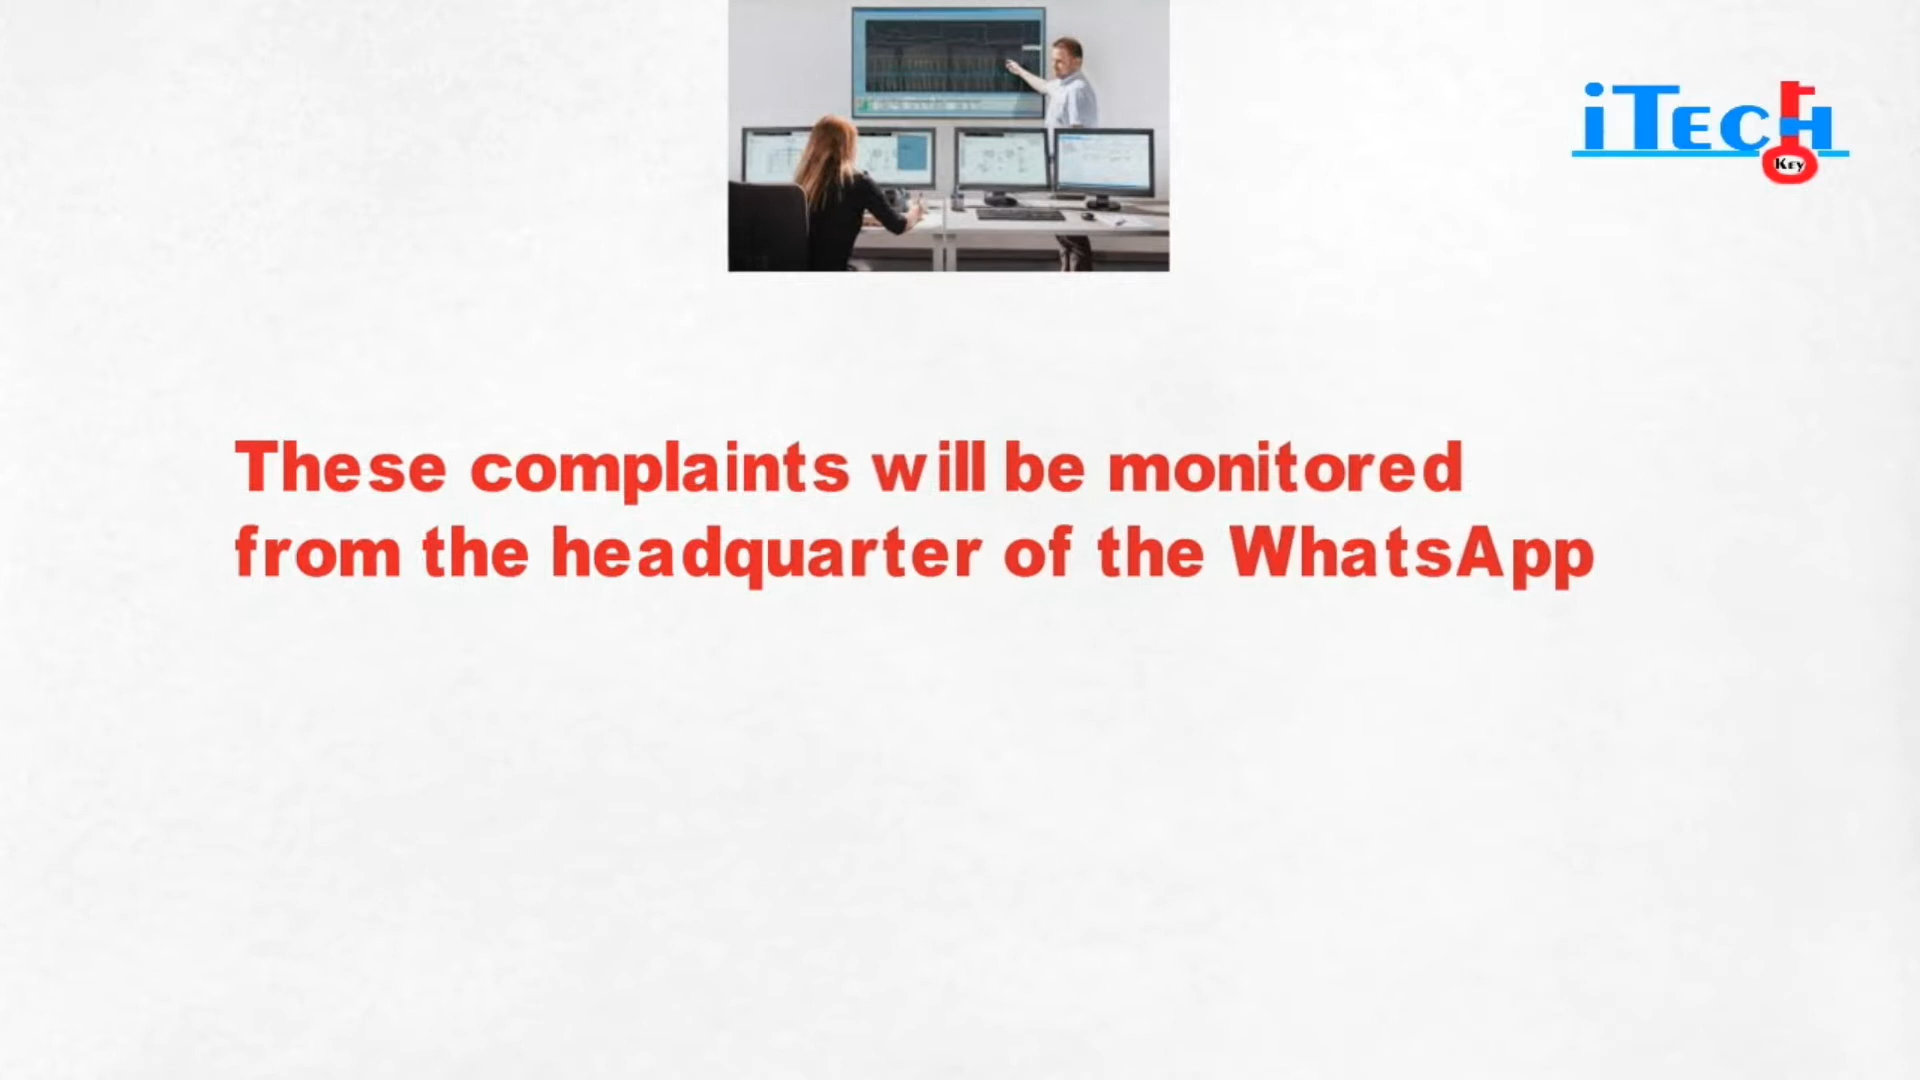 iTECH
Key
These complaints will be monitored
from the headquarter of the WhatsApp